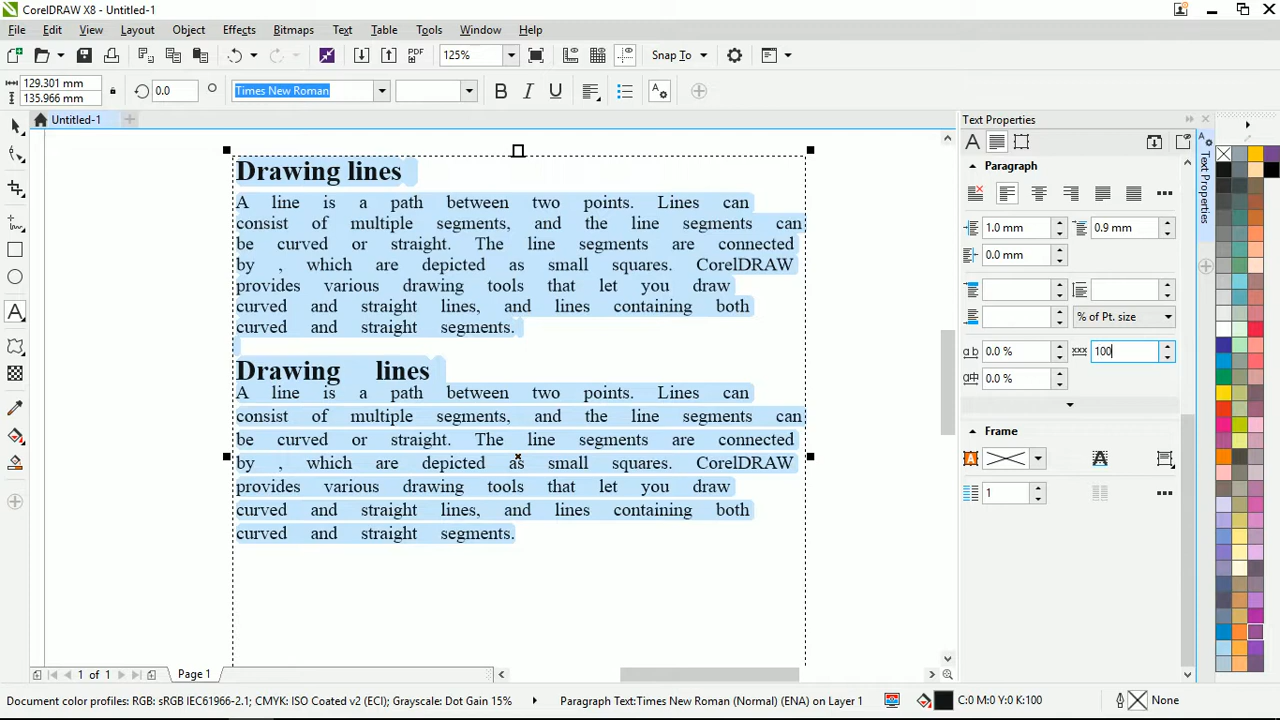 CorelDRAW X8 - Untitled-1
File Edit View Layout Object Effects Bitmaps Text Table Tools Window Help
PDF 125% Snap To
129.301 mm
135.966 mm
0.0
Times New Roman
B I U
Untitled-1
Drawing lines
A line is a path between two points. Lines can
consist of multiple segments, and the line segments can
be curved or straight. The line segments are connected
by , which are depicted as small squares. CorelDRAW
provides various drawing tools that let you draw
curved and straight lines, and lines containing both
curved and straight segments.
Drawing lines
A line is a path between two points. Lines can
consist of multiple segments, and the line segments can
be curved or straight. The line segments are connected
by , which are depicted as small squares. CorelDRAW
provides various drawing tools that let you draw
curved and straight lines, and lines containing both
curved and straight segments.
Text Properties
Paragraph
1.0 mm 0.9 mm
0.0 mm
% of Pt. size
0.0 % 100
0.0 %
Frame
1
Text Properties
1 of 1 Page 1
Document color profiles: RGB: sRGB IEC61966-2.1; CMYK: ISO Coated v2 (ECI); Grayscale: Dot Gain 15% Paragraph Text:Times New Roman (Normal) (ENA) on Layer 1 C:0 M:0 Y:0 K:100 None